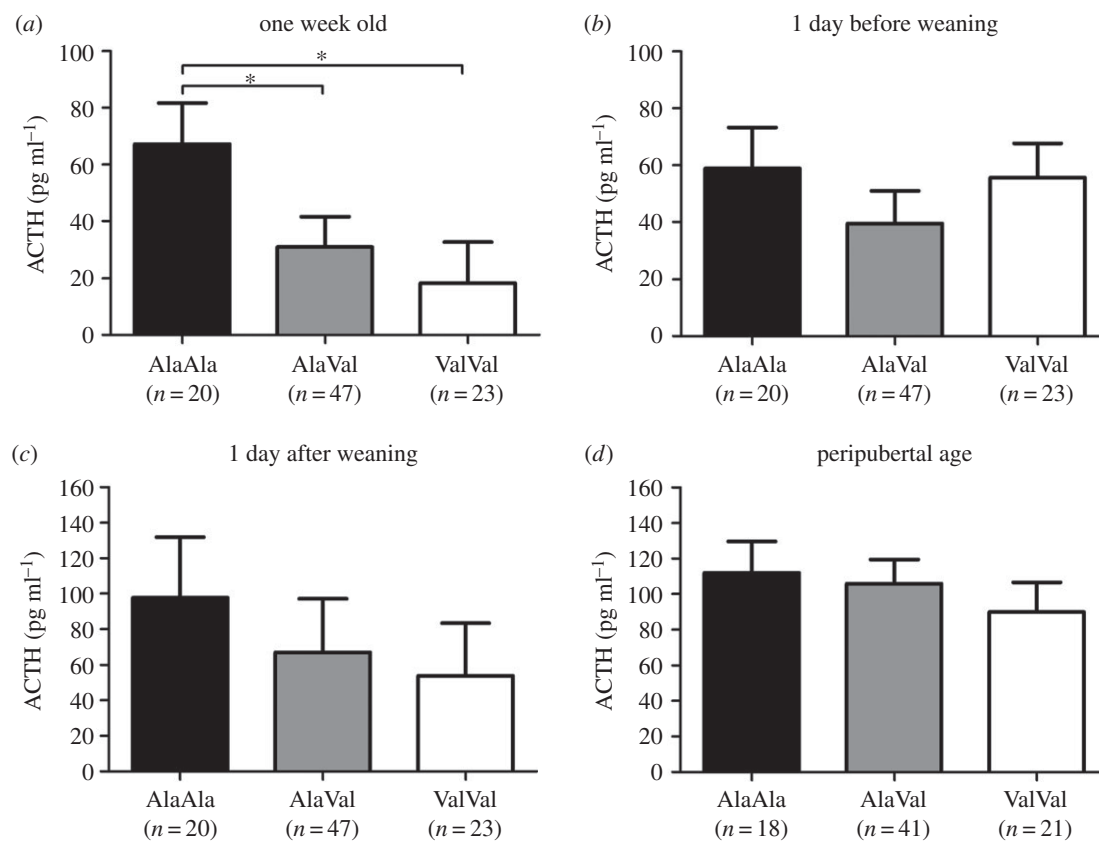 (a) one week old
100
80
60
40
20
0
ACTH (pg ml⁻¹)
* 
*
AlaAla AlaVal ValVal
(n = 20) (n = 47) (n = 23)
(b) 1 day before weaning
100
80
60
40
20
0
ACTH (pg ml⁻¹)
AlaAla AlaVal ValVal
(n = 20) (n = 47) (n = 23)
(c) 1 day after weaning
160
140
120
100
80
60
40
20
0
ACTH (pg ml⁻¹)
AlaAla AlaVal ValVal
(n = 20) (n = 47) (n = 23)
(d) peripubertal age
160
140
120
100
80
60
40
20
0
ACTH (pg ml⁻¹)
AlaAla AlaVal ValVal
(n = 18) (n = 41) (n = 21)